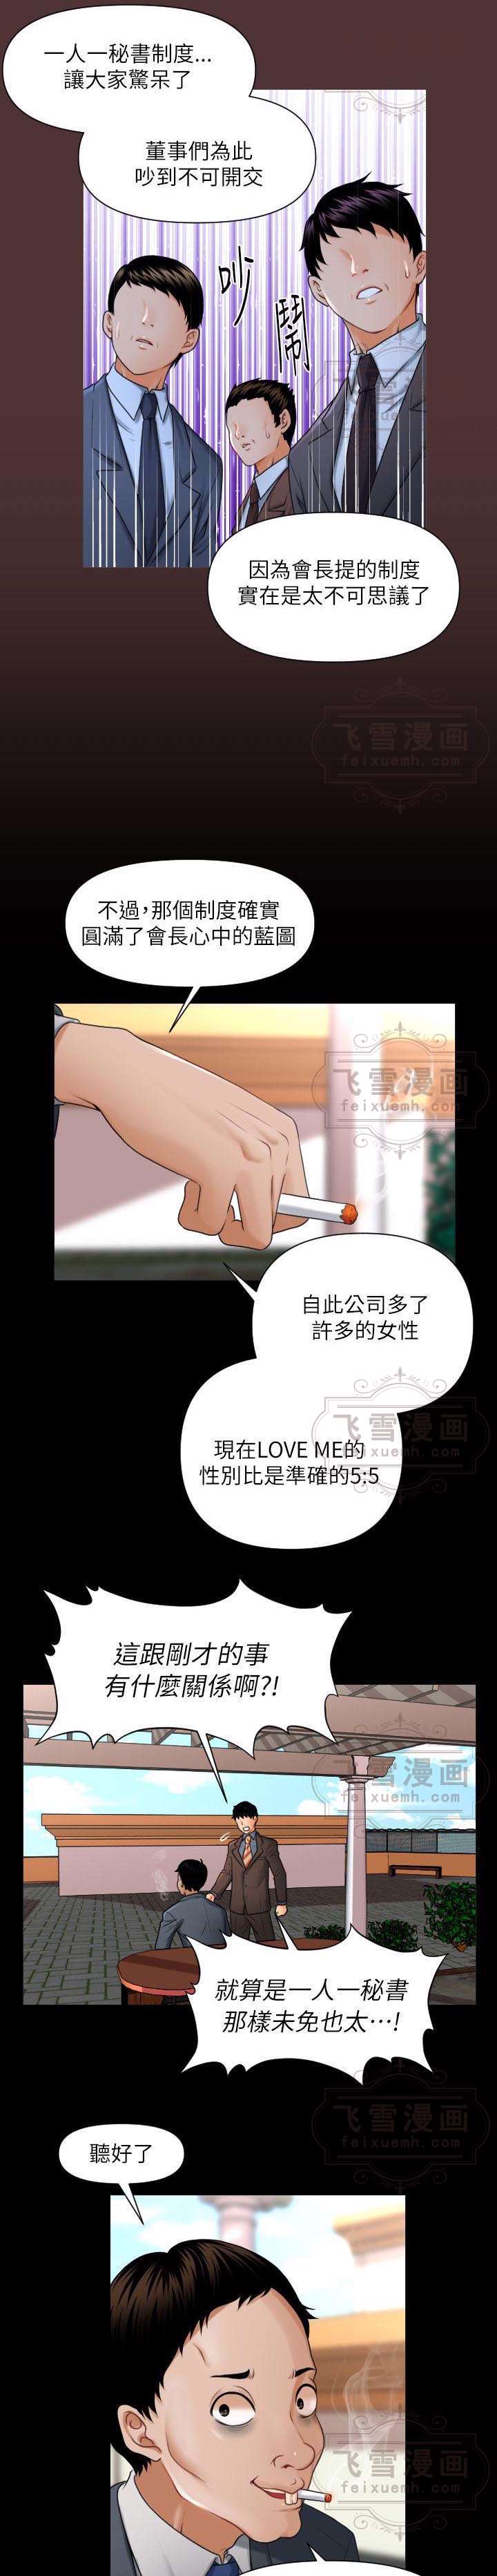 一人一秘書制度...
讓大家驚呆了
董事們為此
吵到不可開交
吵
鬧
因為會長提的制度
實在是太不可思議了
飞雪漫画
feixuemh.com
不過，那個制度確實
圓滿了會長心中的藍圖
飞雪漫画
feixuemh.com
自此公司多了
許多的女性
飞雪漫画
feixuemh.com
現在LOVE ME的
性別比是準確的5:5
這跟剛才的事
有什麼關係啊?!
飞雪漫画
feixuemh.com
就算是一人一秘書
那樣未免也太…!
飞雪漫画
feixuemh.com
聽好了
飞雪漫画
feixuemh.com